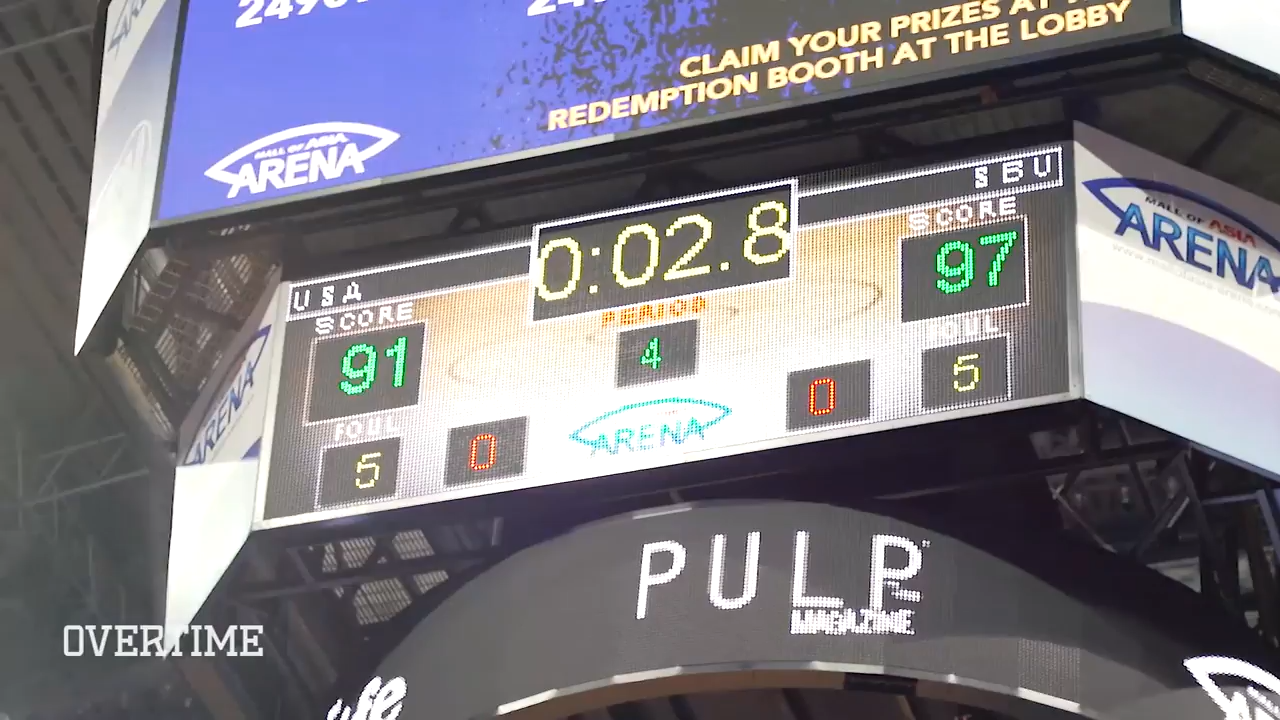 CLAIM YOUR PRIZES AT
REDEMPTION BOOTH AT THE LOBBY
MALL OF ASIA
ARENA
0:02.8
USA
SCORE
91
FOUL
5
0
PERIOD
4
ARENA
SBU
SCORE
97
FOUL
5
0
MALL OF ASIA
ARENA
ARENA
PULP
MAGAZINE
OVERTIME